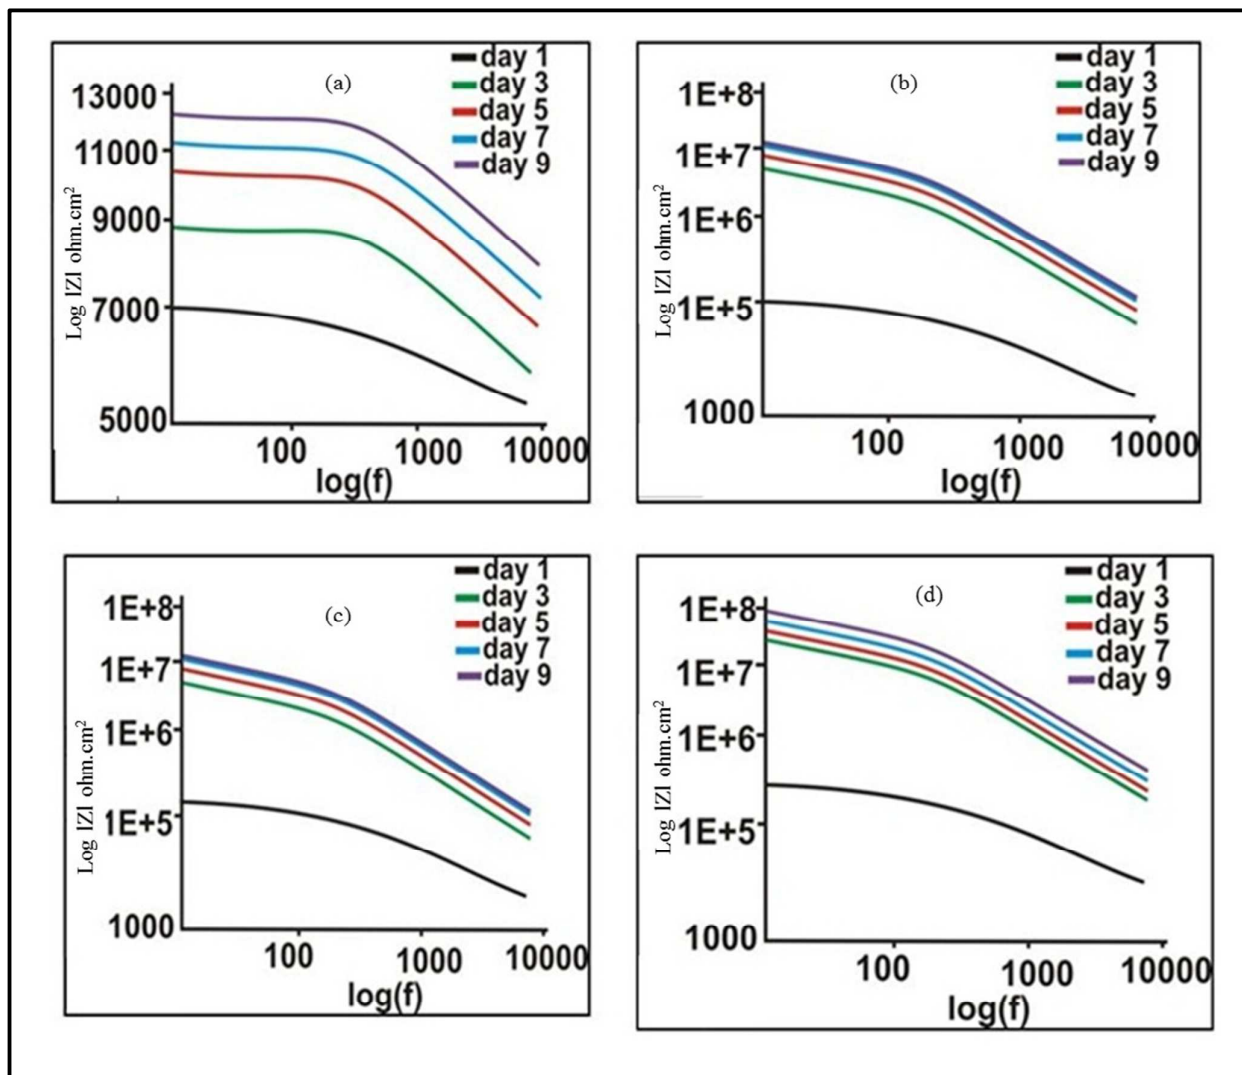 (a)
day 1
day 3
day 5
day 7
day 9
13000
11000
9000
7000
5000
Log |Z| ohm.cm²
100 1000 10000
log(f)
(b)
day 1
day 3
day 5
day 7
day 9
1E+8
1E+7
1E+6
1E+5
1000
Log |Z| ohm.cm²
100 1000 10000
log(f)
(c)
day 1
day 3
day 5
day 7
day 9
1E+8
1E+7
1E+6
1E+5
1000
Log |Z| ohm.cm²
100 1000 10000
log(f)
(d)
day 1
day 3
day 5
day 7
day 9
1E+8
1E+7
1E+6
1E+5
1000
Log |Z| ohm.cm²
100 1000 10000
log(f)